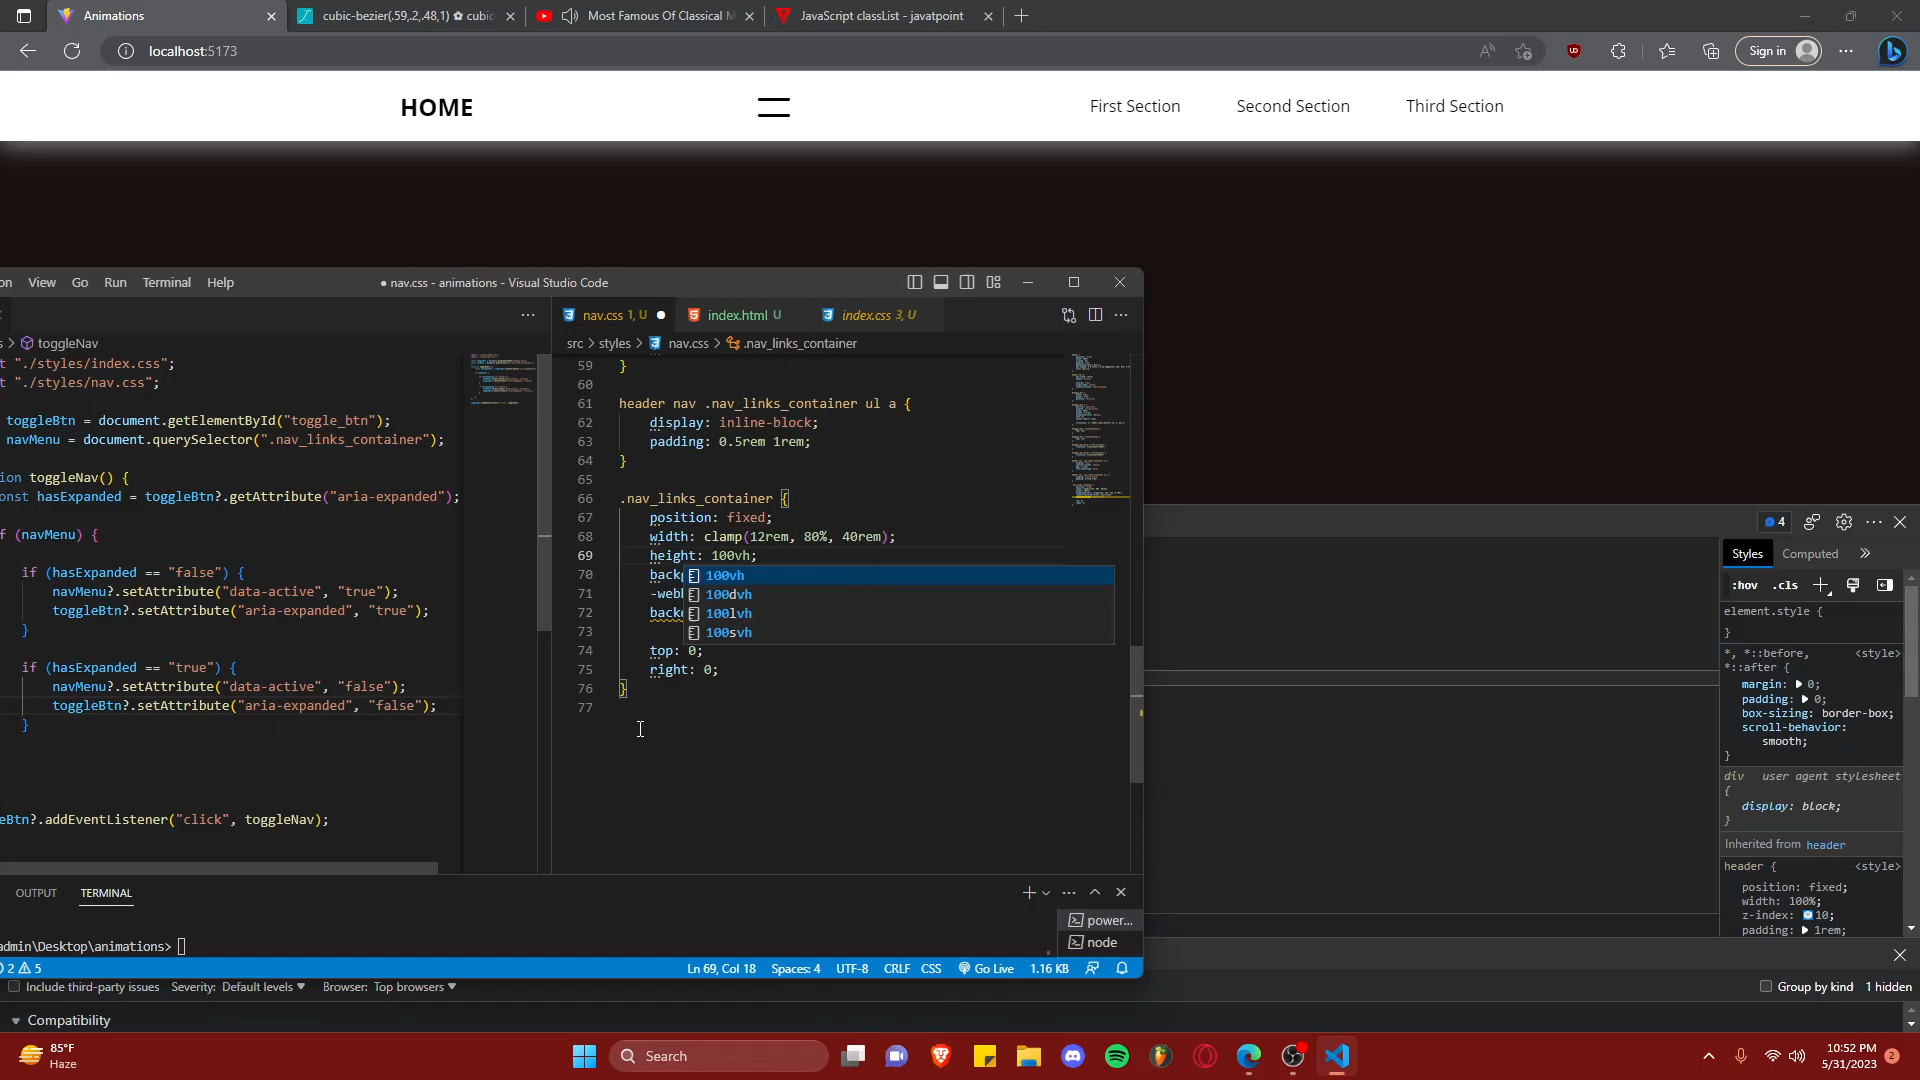 Animations
cubic-bezier(.59,.2,.48,1) ✿ cubic
Most Famous Of Classical M
JavaScript classList - javatpoint
localhost:5173
Sign in
HOME
First Section
Second Section
Third Section
on View Go Run Terminal Help
● nav.css - animations - Visual Studio Code
nav.css 1, U ●
index.html U
index.css 3, U
s > toggleNav
src > styles > nav.css > .nav_links_container
t "./styles/index.css";
t "./styles/nav.css";
toggleBtn = document.getElementById("toggle_btn");
navMenu = document.querySelector(".nav_links_container");
ion toggleNav() {
onst hasExpanded = toggleBtn?.getAttribute("aria-expanded");
f (navMenu) {
if (hasExpanded == "false") {
navMenu?.setAttribute("data-active", "true");
toggleBtn?.setAttribute("aria-expanded", "true");
}
if (hasExpanded == "true") {
navMenu?.setAttribute("data-active", "false");
toggleBtn?.setAttribute("aria-expanded", "false");
}
eBtn?.addEventListener("click", toggleNav);
59 }
60
61 header nav .nav_links_container ul a {
62 display: inline-block;
63 padding: 0.5rem 1rem;
64 }
65
66 .nav_links_container {
67 position: fixed;
68 width: clamp(12rem, 80%, 40rem);
69 height: 100vh;
70 backg
71 -webk
72 backd
73
74 top: 0;
75 right: 0;
76 }
77
100vh
100dvh
100lvh
100svh
OUTPUT TERMINAL
power...
node
admin\Desktop\animations>
2 5
Ln 69, Col 18 Spaces: 4 UTF-8 CRLF CSS Go Live 1.16 KB
4
Styles Computed
:hov .cls
element.style {
}
*, *::before, <style>
*::after {
margin: 0;
padding: 0;
box-sizing: border-box;
scroll-behavior:
smooth;
}
div user agent stylesheet
{
display: block;
}
Inherited from header
header { <style>
position: fixed;
width: 100%;
z-index: 10;
padding: 1rem;
Include third-party issues Severity: Default levels Browser: Top browsers
Group by kind 1 hidden
Compatibility
85°F
Haze
Search
10:52 PM
5/31/2023
2